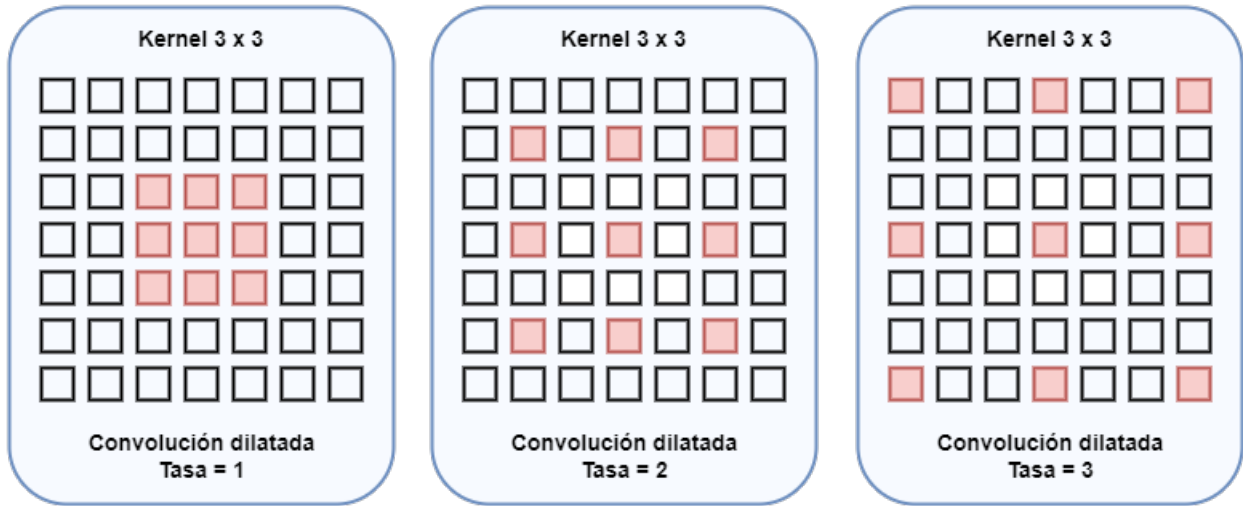 Kernel 3 x 3
Convolución dilatada
Tasa = 1
Kernel 3 x 3
Convolución dilatada
Tasa = 2
Kernel 3 x 3
Convolución dilatada
Tasa = 3